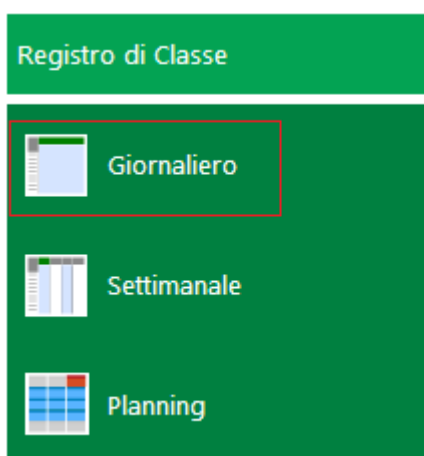 Registro di Classe
Giornaliero
Settimanale
Planning